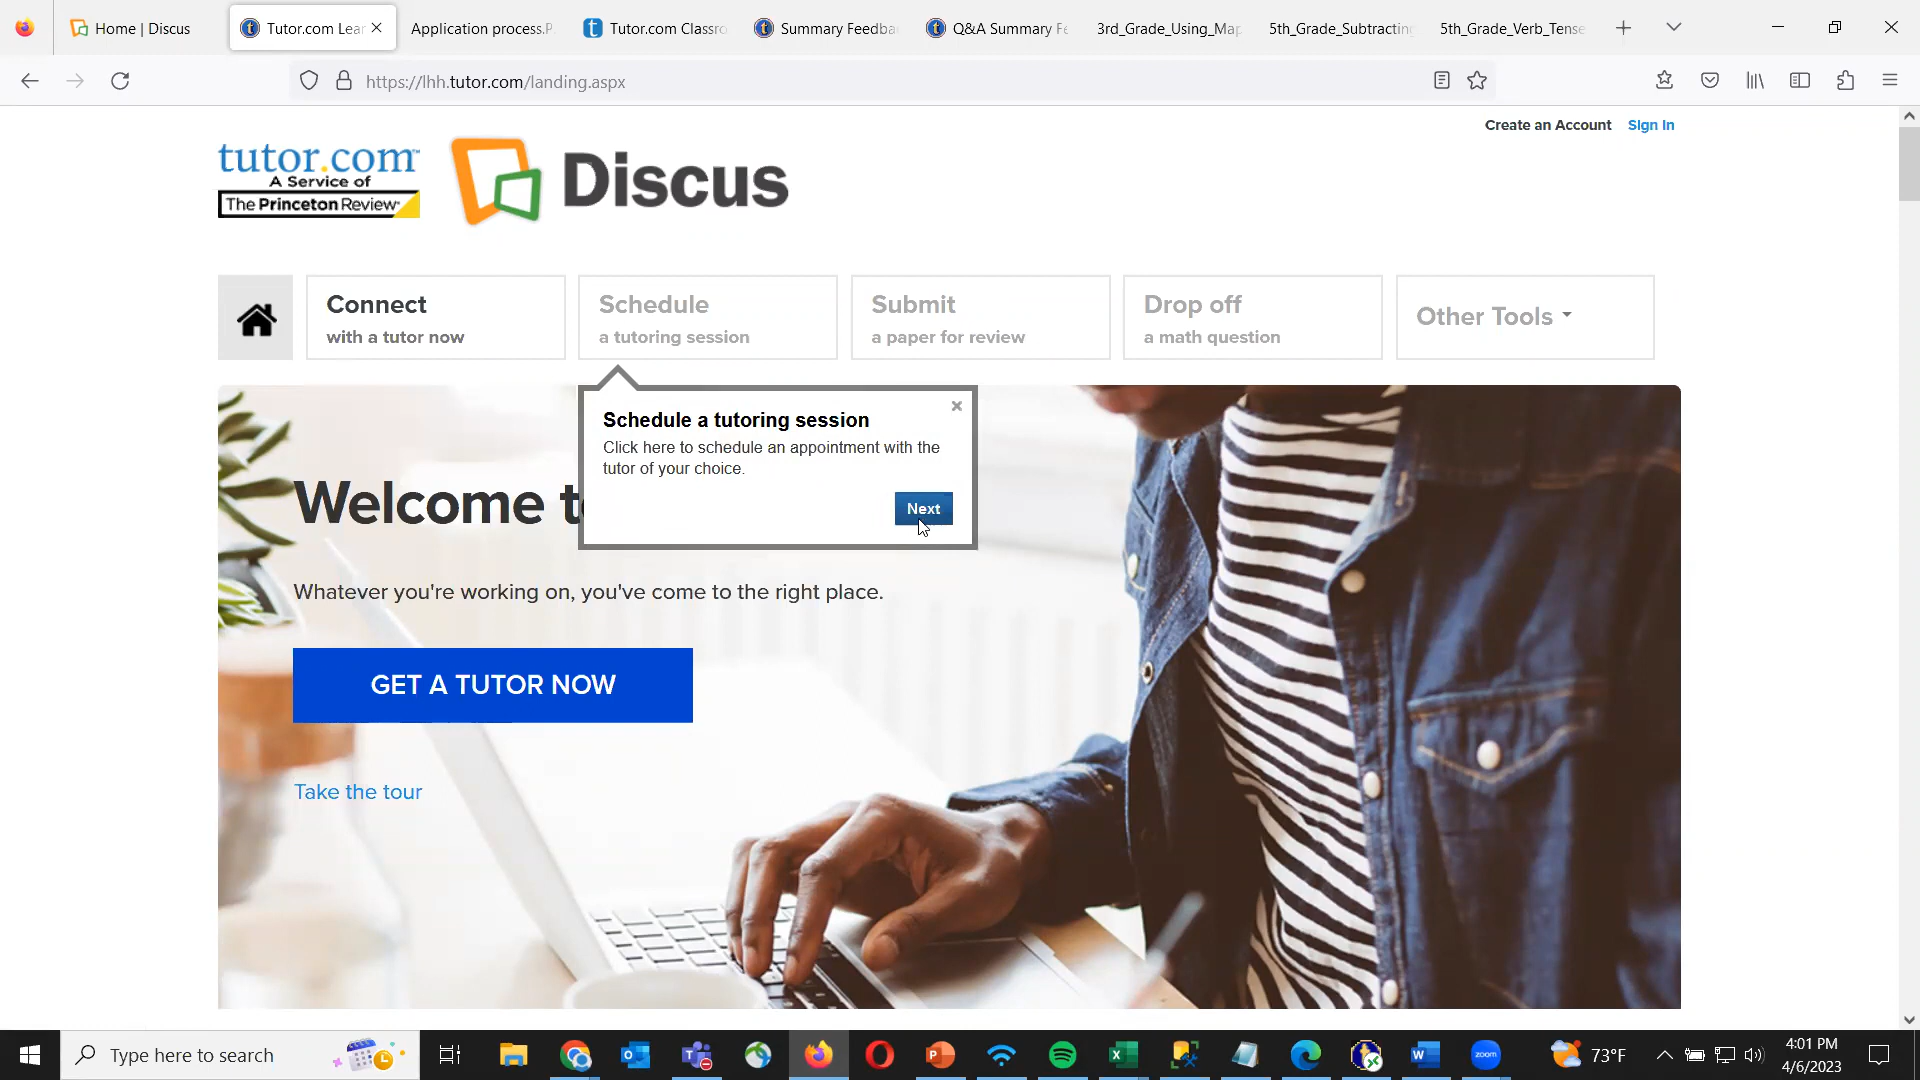 Home | Discus
Tutor.com Lear
Application process.P
Tutor.com Classro
Summary Feedba
Q&A Summary Fe
3rd_Grade_Using_Map
5th_Grade_Subtracting
5th_Grade_Verb_Tense
https://lhh.tutor.com/landing.aspx
Create an Account Sign In
tutor.com™
A Service of
The Princeton Review®
Discus
Connect
with a tutor now
Schedule
a tutoring session
Submit
a paper for review
Drop off
a math question
Other Tools
Schedule a tutoring session
Click here to schedule an appointment with the
tutor of your choice.
Next
Welcome to
Whatever you're working on, you've come to the right place.
GET A TUTOR NOW
Take the tour
Type here to search
zoom
73°F
4:01 PM
4/6/2023